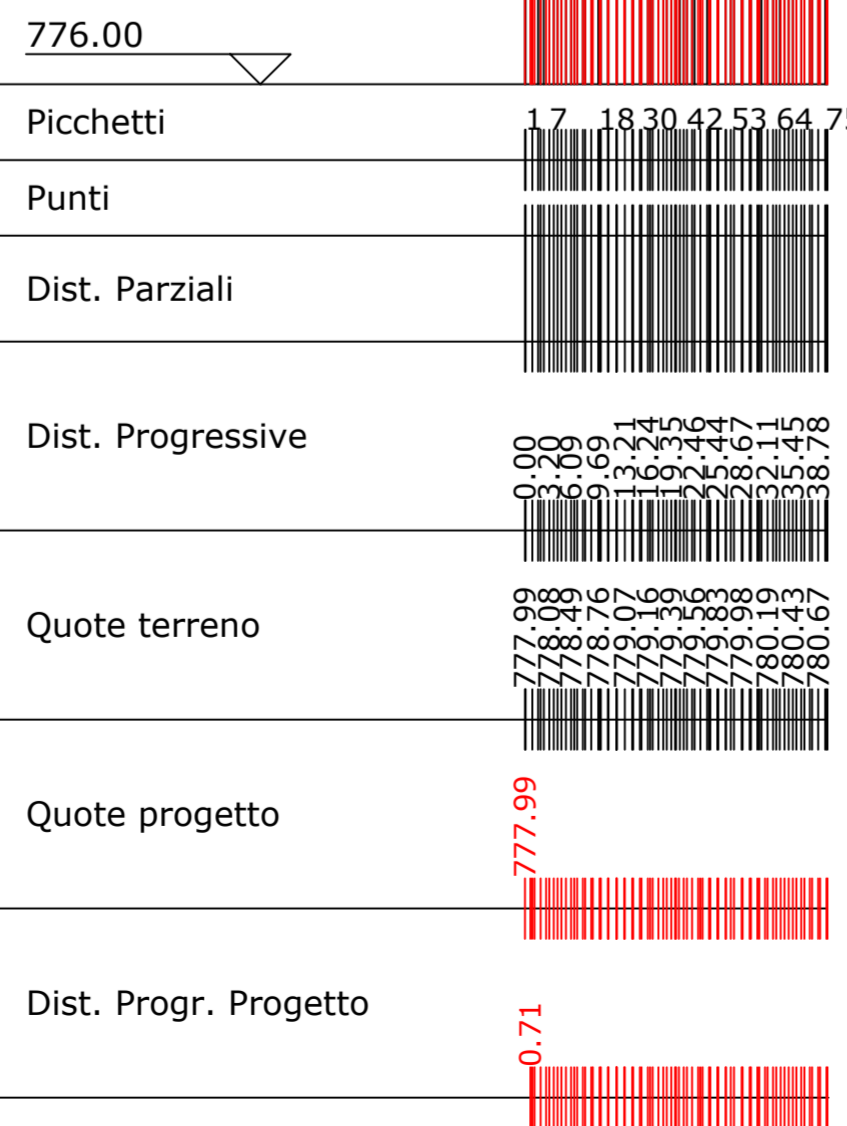 776.00
Picchetti 1 7 18 30 42 53 64
Punti
Dist. Parziali
Dist. Progressive 0.00 3.20 6.09 9.69 13.21 16.24 19.35 22.46 25.44 28.67 32.11 35.45 38.78
Quote terreno 777.99 778.08 778.49 778.76 779.07 779.16 779.39 779.56 779.83 779.98 780.19 780.43 780.67
Quote progetto 777.99
Dist. Progr. Progetto 0.71